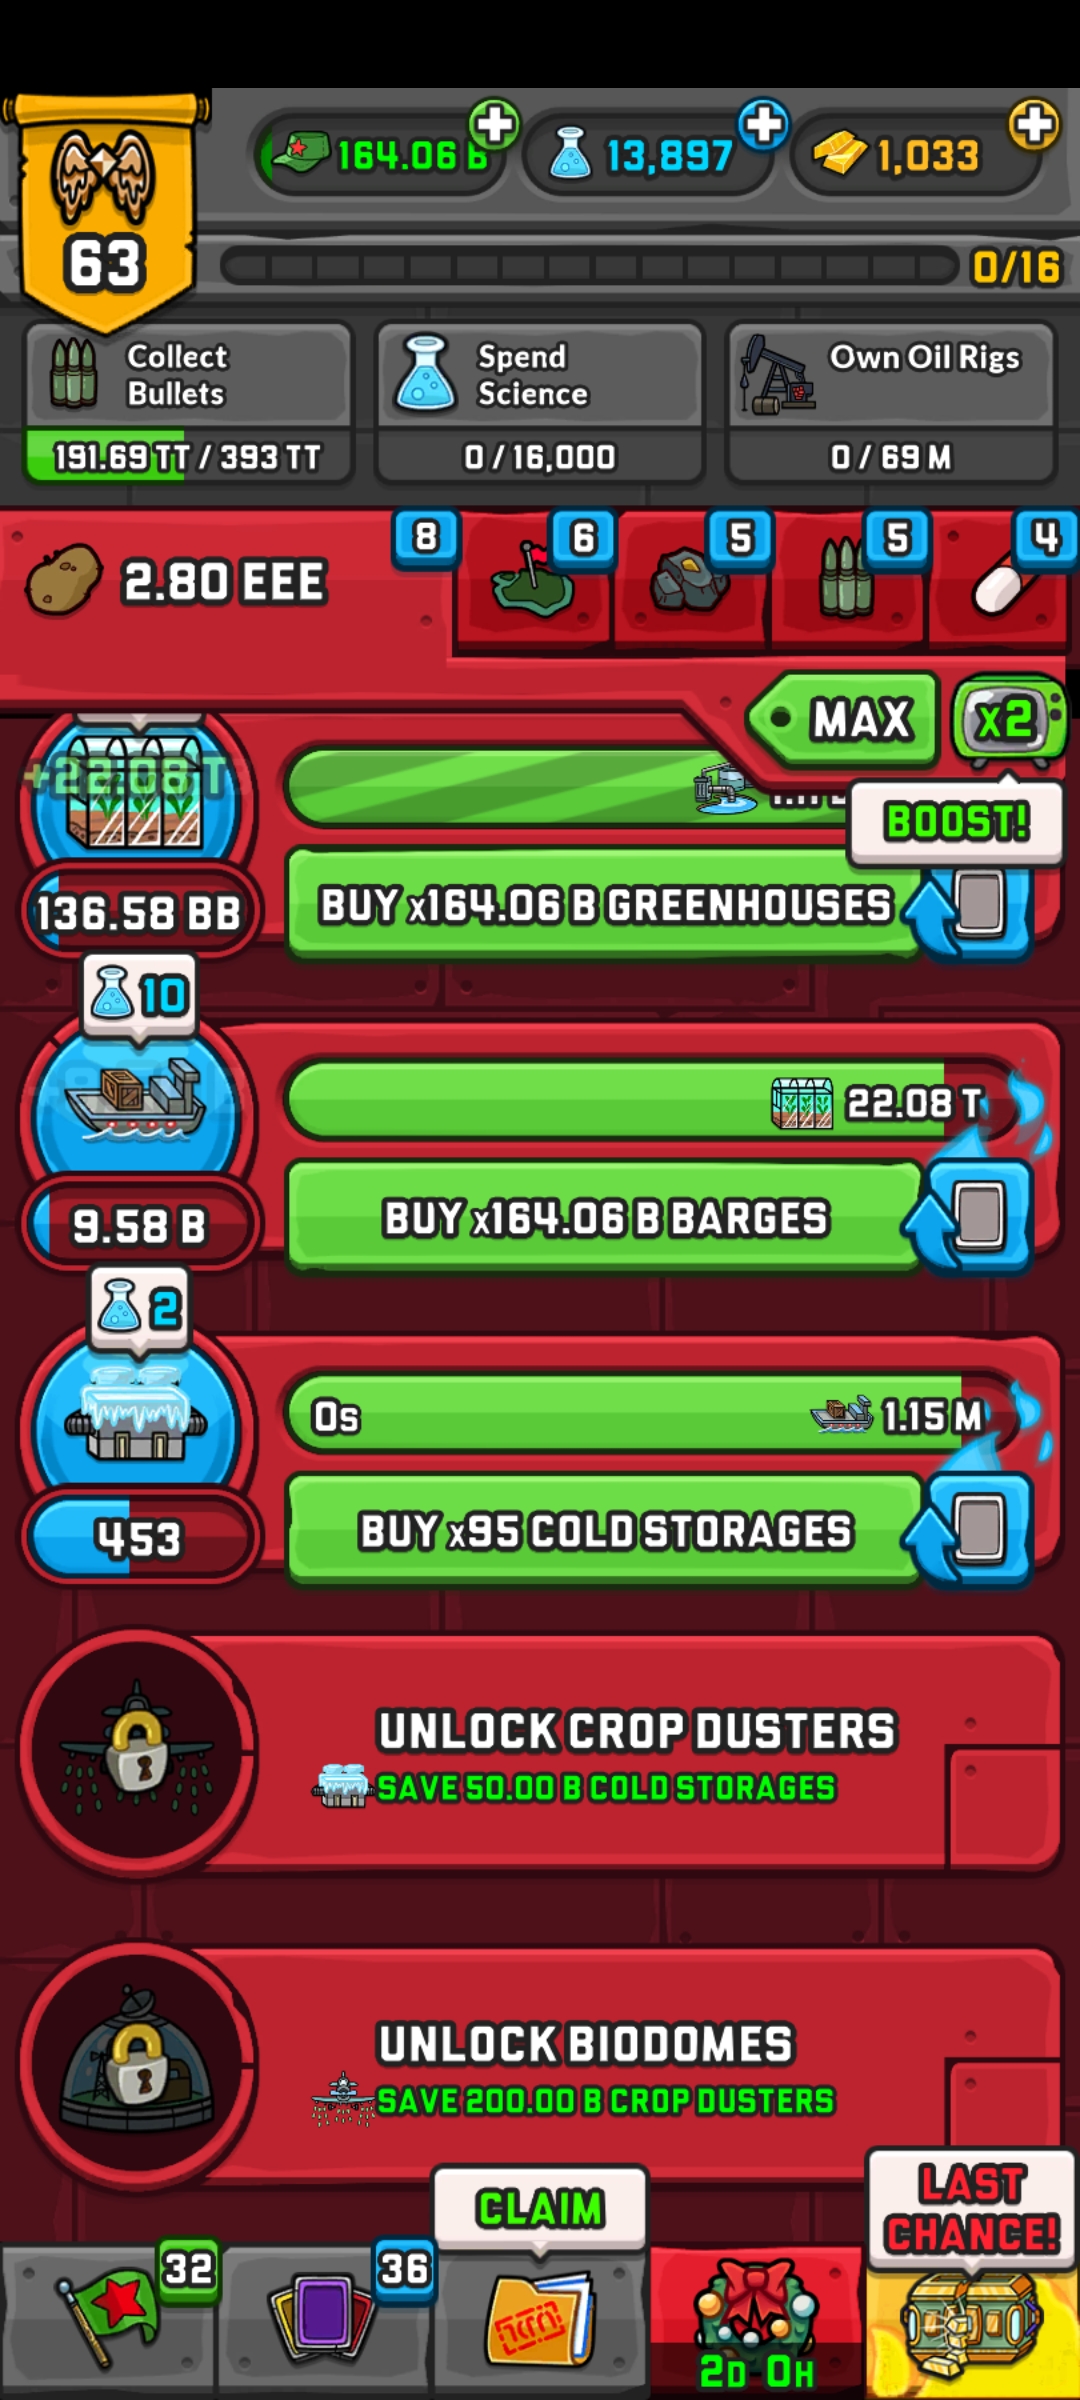 63
164.06 B
13,897
1,033
0/16
Collect
Bullets
191.69 TT / 393 TT
Spend
Science
0 / 16,000
Own Oil Rigs
0 / 69 M
2.80 EEE
8
6
5
5
4
MAX
x2
BOOST!
+22.08 T
136.58 BB
BUY x164.06 B GREENHOUSES
10
22.08 T
9.58 B
BUY x164.06 B BARGES
2
0s
1.15 M
453
BUY x95 COLD STORAGES
UNLOCK CROP DUSTERS
SAVE 50.00 B COLD STORAGES
UNLOCK BIODOMES
SAVE 200.00 B CROP DUSTERS
CLAIM
LAST
CHANCE!
32
36
2D 0H